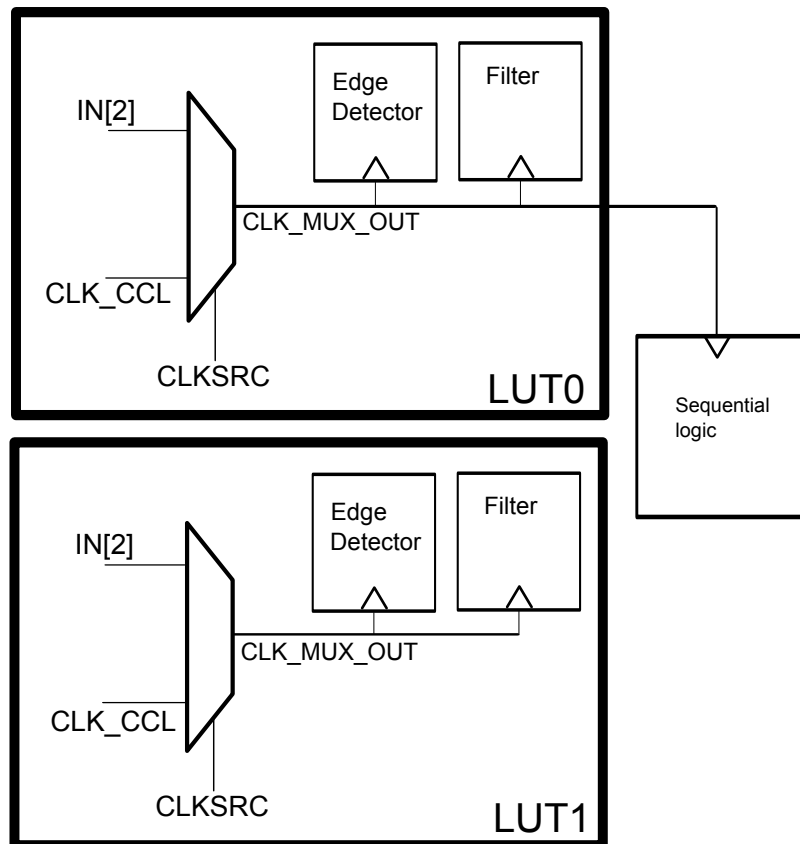 Edge
Detector
Filter
IN[2]
CLK_MUX_OUT
CLK_CCL
CLKSRC
LUT0
Sequential
logic
Edge
Detector
Filter
IN[2]
CLK_MUX_OUT
CLK_CCL
CLKSRC
LUT1